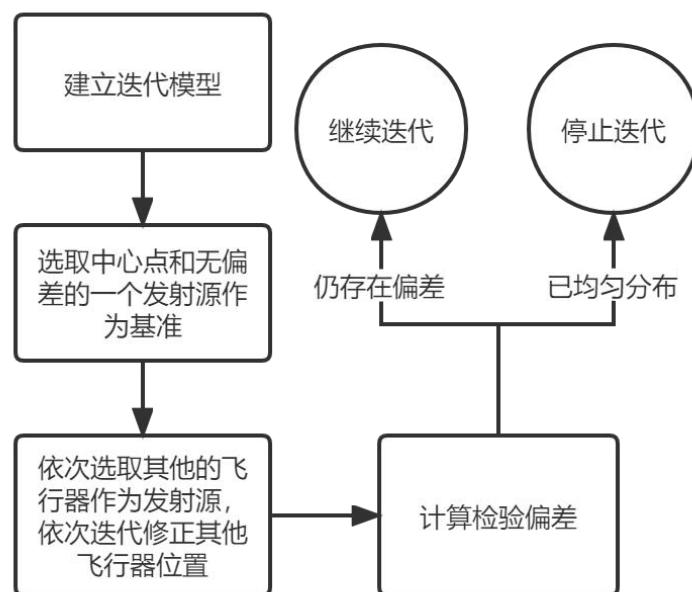 建立迭代模型
继续迭代
停止迭代
选取中心点和无偏
差的一个发射源作
为基准
仍存在偏差
已均匀分布
依次选取其他的飞
行器作为发射源，
依次迭代修正其他
飞行器位置
计算检验偏差